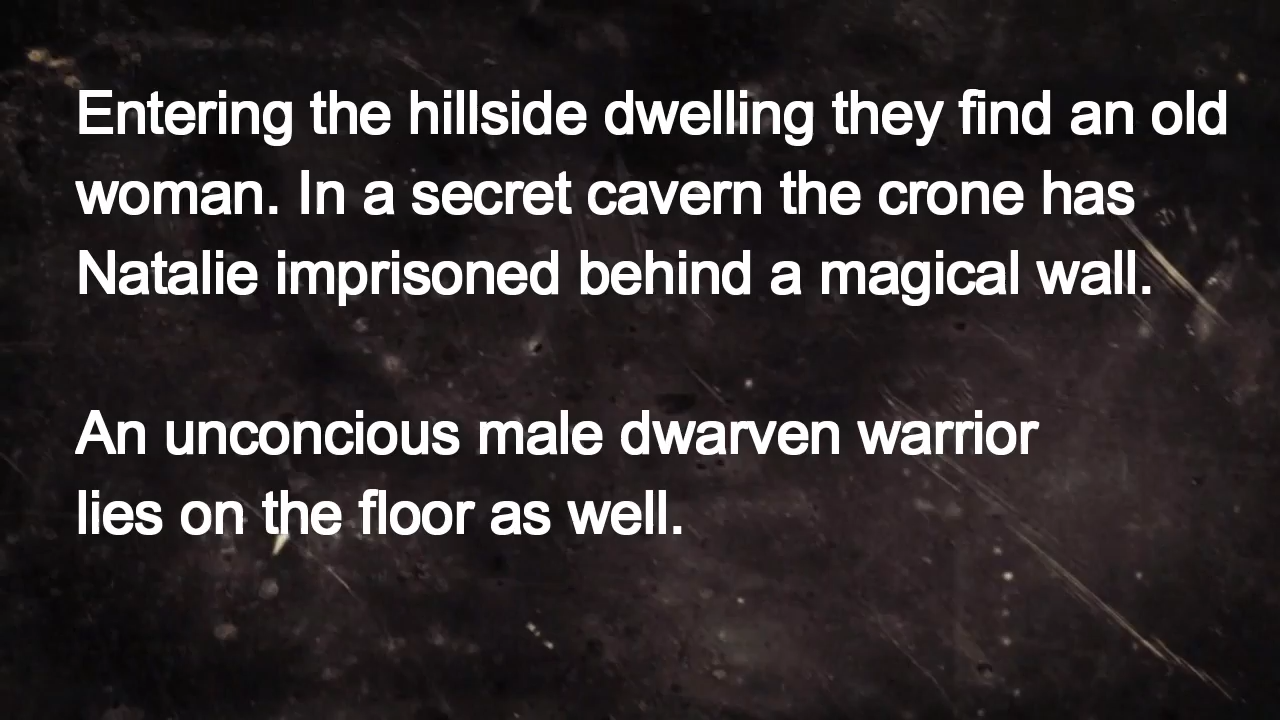 Entering the hillside dwelling they find an old
woman. In a secret cavern the crone has
Natalie imprisoned behind a magical wall.
An unconcious male dwarven warrior
lies on the floor as well.